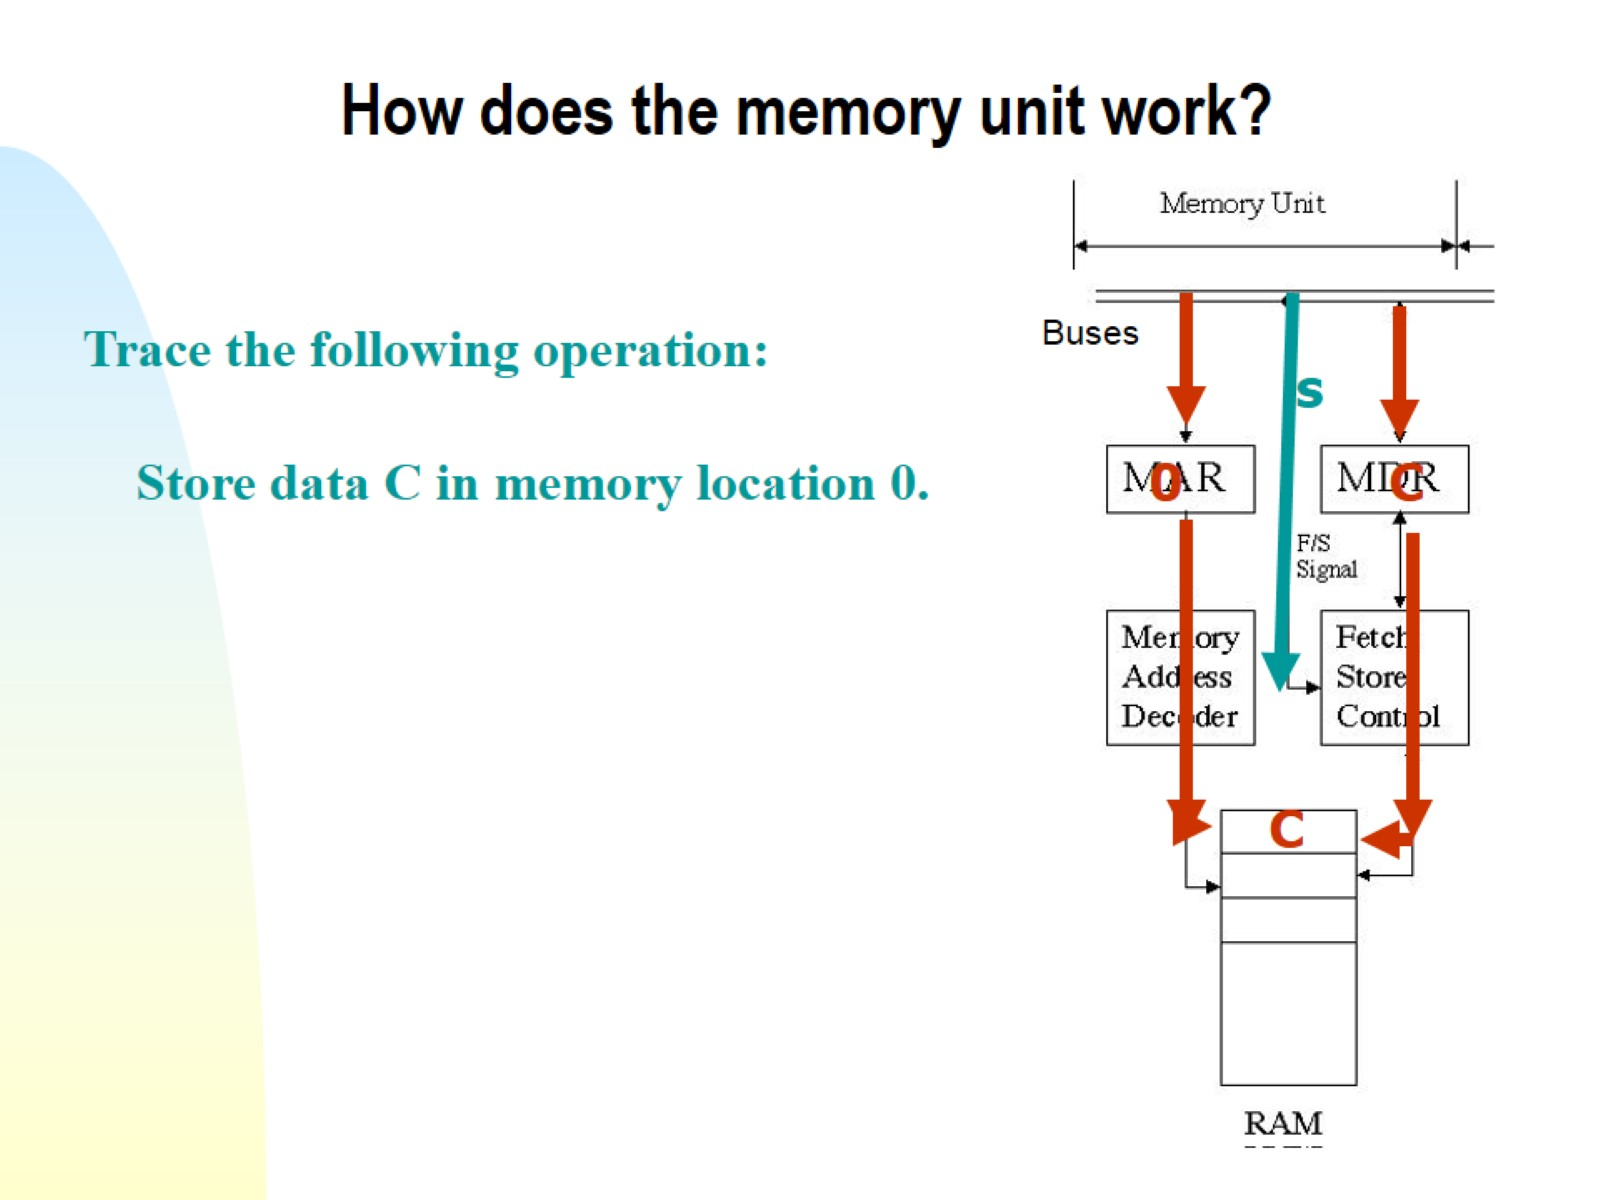 How does the memory unit work?
Memory Unit
Buses
Trace the following operation:
S
Store data C in memory location 0.
MAR
0
MDR
C
F/S
Signal
Memory
Address
Decoder
Fetch
Store
Control
C
RAM